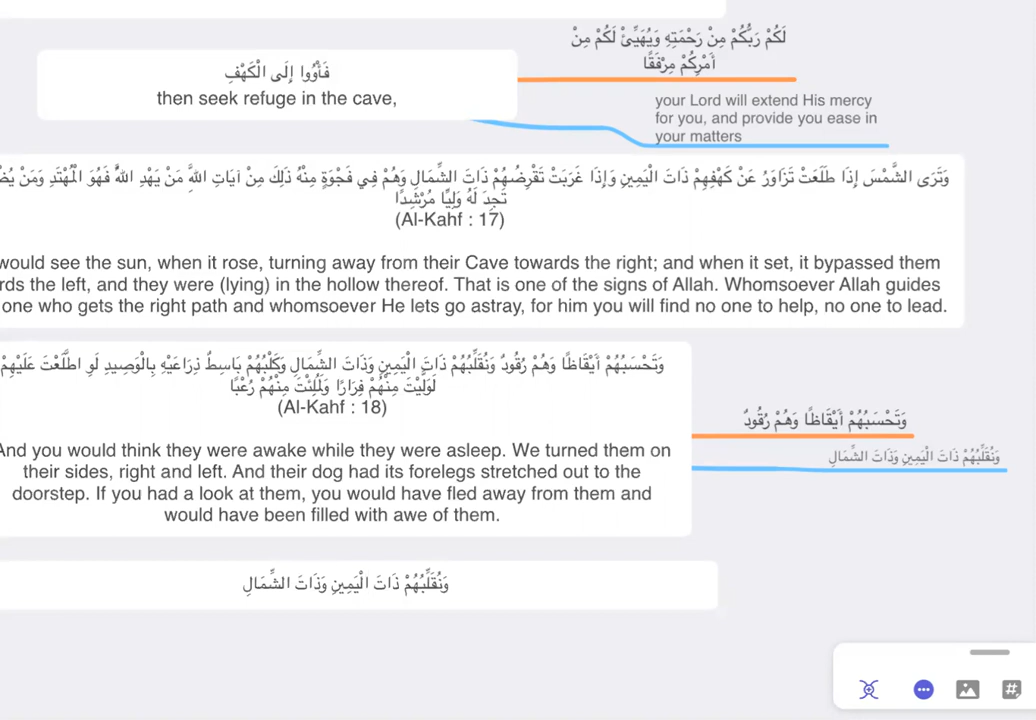 لَكُمْ رَبُّكُمْ مِنْ رَحْمَتِهِ وَيُهَيِّئْ لَكُمْ مِنْ
أَمْرِكُمْ مِرْفَقًا
فَأْوُوا إِلَى الْكَهْفِ
then seek refuge in the cave,
your Lord will extend His mercy
for you, and provide you ease in
your matters
وَتَرَى الشَّمْسَ إِذَا طَلَعَتْ تَزَاوَرُ عَنْ كَهْفِهِمْ ذَاتَ الْيَمِينِ وَإِذَا غَرَبَتْ تَقْرِضُهُمْ ذَاتَ الشِّمَالِ وَهُمْ فِي فَجْوَةٍ مِنْهُ ذَلِكَ مِنْ آيَاتِ اللَّهِ مَنْ يَهْدِ اللَّهُ فَهُوَ الْمُهْتَدِ وَمَنْ
تَجِدَ لَهُ وَلِيًّا مُرْشِدًا
(Al-Kahf : 17)
would see the sun, when it rose, turning away from their Cave towards the right; and when it set, it bypassed them
rds the left, and they were (lying) in the hollow thereof. That is one of the signs of Allah. Whomsoever Allah guides
one who gets the right path and whomsoever He lets go astray, for him you will find no one to help, no one to lead.
وَتَحْسَبُهُمْ أَيْقَاظًا وَهُمْ رُقُودٌ وَنُقَلِّبُهُمْ ذَاتَ الْيَمِينِ وَذَاتَ الشِّمَالِ وَكَلْبُهُمْ بَاسِطٌ ذِرَاعَيْهِ بِالْوَصِيدِ لَوِ اطَّلَعْتَ عَلَيْهِمْ
لَوَلَّيْتَ مِنْهُمْ فِرَارًا وَلَمُلِئْتَ مِنْهُمْ رُعْبًا
(Al-Kahf : 18)
And you would think they were awake while they were asleep. We turned them on
their sides, right and left. And their dog had its forelegs stretched out to the
doorstep. If you had a look at them, you would have fled away from them and
would have been filled with awe of them.
وَتَحْسَبُهُمْ أَيْقَاظًا وَهُمْ رُقُودٌ
وَنُقَلِّبُهُمْ ذَاتَ الْيَمِينِ وَذَاتَ الشِّمَالِ
وَنُقَلِّبُهُمْ ذَاتَ الْيَمِينِ وَذَاتَ الشِّمَالِ